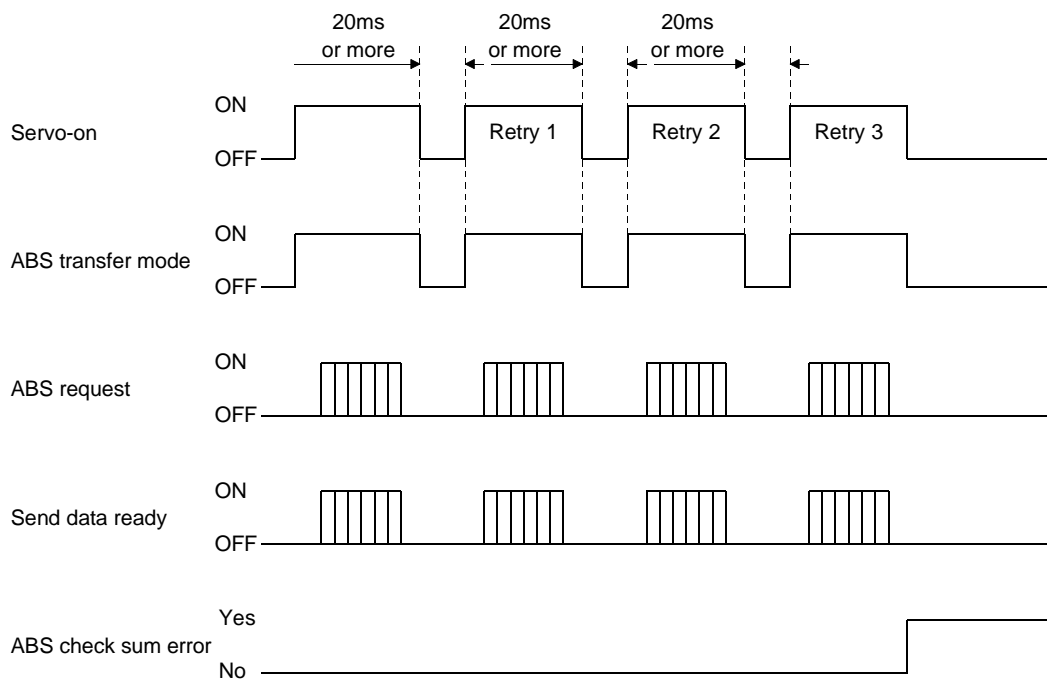 20ms
or more
20ms
or more
20ms
or more
Servo-on
ON
OFF
Retry 1
Retry 2
Retry 3
ABS transfer mode
ON
OFF
ABS request
ON
OFF
Send data ready
ON
OFF
ABS check sum error
Yes
No